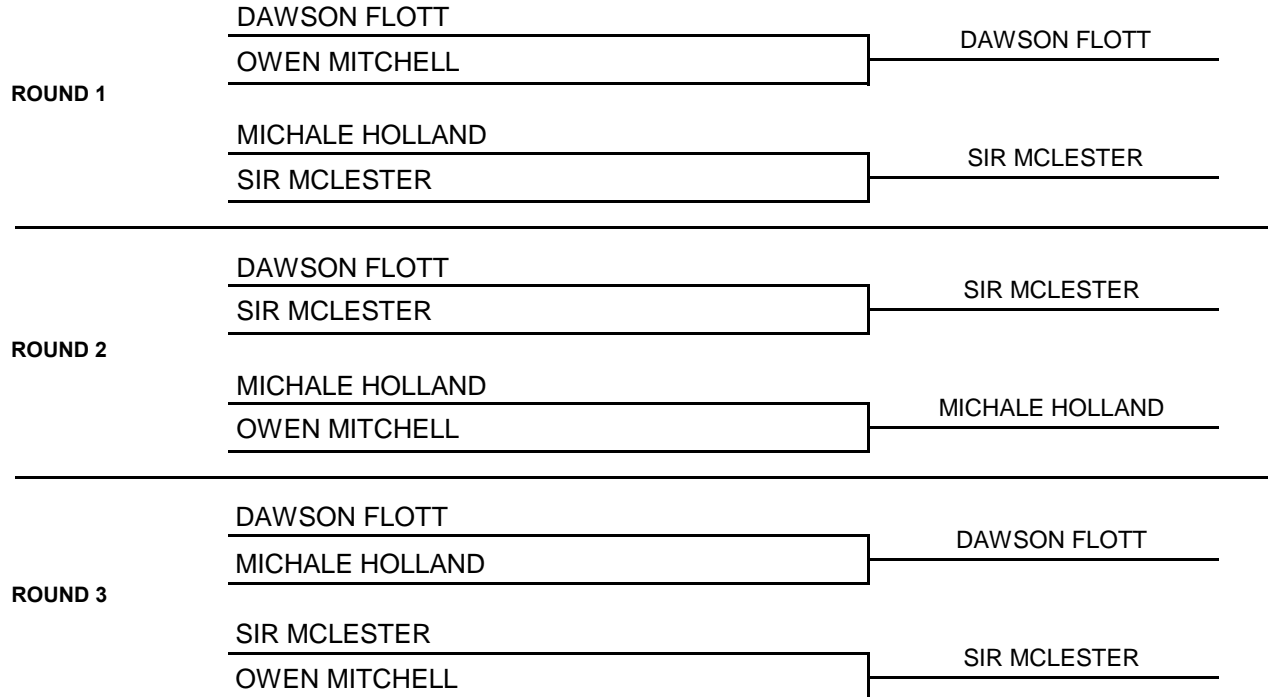 DAWSON FLOTT
DAWSON FLOTT
OWEN MITCHELL
ROUND 1
MICHALE HOLLAND
SIR MCLESTER
SIR MCLESTER
DAWSON FLOTT
SIR MCLESTER
SIR MCLESTER
ROUND 2
MICHALE HOLLAND
MICHALE HOLLAND
OWEN MITCHELL
DAWSON FLOTT
DAWSON FLOTT
MICHALE HOLLAND
ROUND 3
SIR MCLESTER
SIR MCLESTER
OWEN MITCHELL